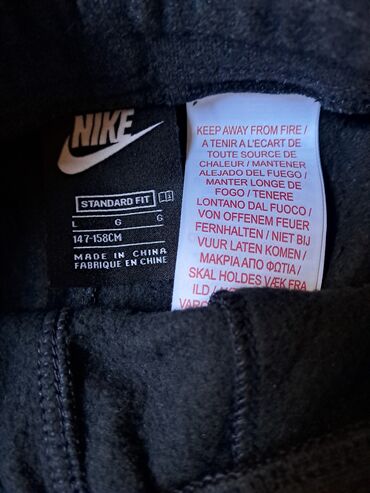 NIKE
STANDARD FIT
L G G
147-158CM
MADE IN CHINA
FABRIQUE EN CHINE
KEEP AWAY FROM FIRE /
A TENIR A L'ECART DE
TOUTE SOURCE DE
CHALEUR / MANTENER
ALEJADO DEL FUEGO /
MANTER LONGE DE
FOGO / TENERE
LONTANO DAL FUOCO /
VON OFFENEM FEUER
FERNHALTEN / NIET BIJ
VUUR LATEN KOMEN /
ΜΑΚΡΙΑ ΑΠΟ ΦΩΤΙΑ /
SKAL HOLDES VÆK FRA
ILD /